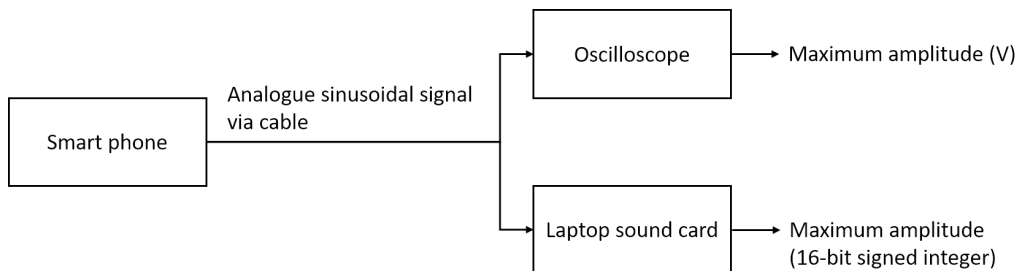 Smart phone
Analogue sinusoidal signal
via cable
Oscilloscope
Maximum amplitude (V)
Laptop sound card
Maximum amplitude
(16-bit signed integer)